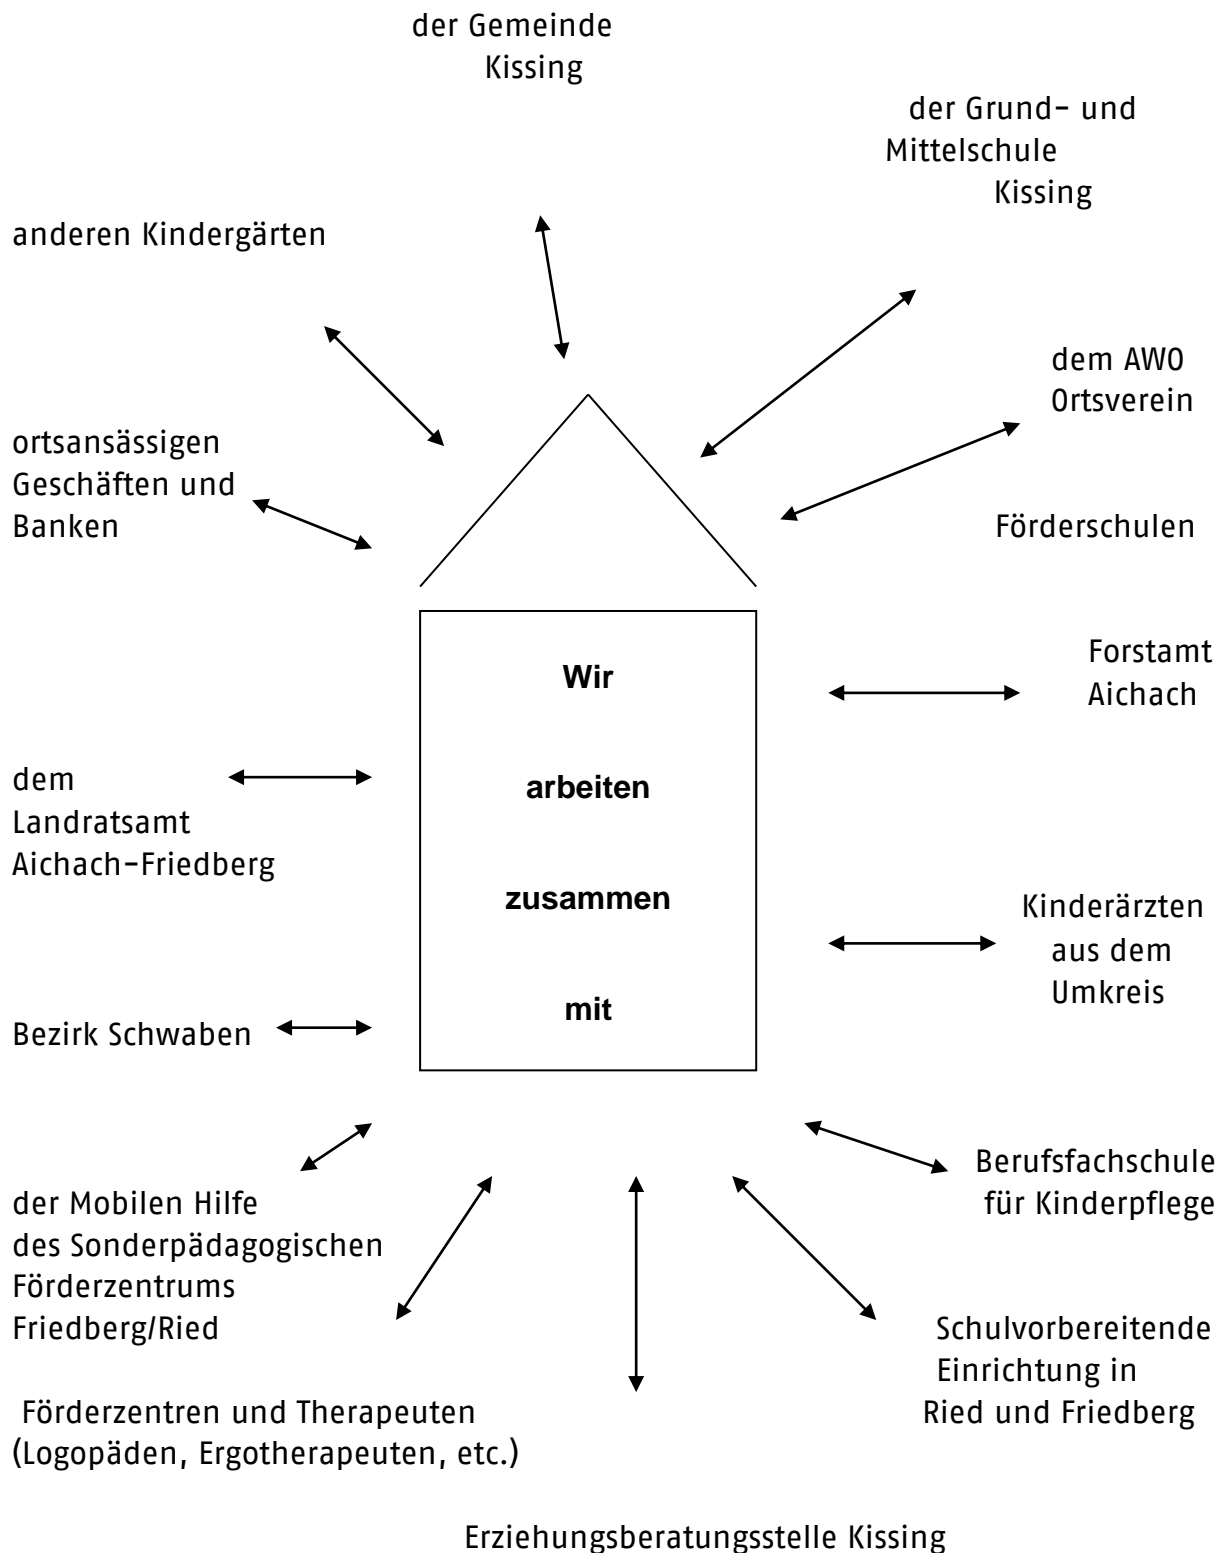 der Gemeinde
Kissing
der Grund- und
Mittelschule
Kissing
anderen Kindergärten
dem AWO
Ortsverein
ortsansässigen
Geschäften und
Banken
Förderschulen
Wir
arbeiten
zusammen
mit
Forstamt
Aichach
dem
Landratsamt
Aichach-Friedberg
Kinderärzten
aus dem
Umkreis
Bezirk Schwaben
Berufsfachschule
für Kinderpflege
der Mobilen Hilfe
des Sonderpädagogischen
Förderzentrums
Friedberg/Ried
Schulvorbereitende
Einrichtung in
Ried und Friedberg
Förderzentren und Therapeuten
(Logopäden, Ergotherapeuten, etc.)
Erziehungsberatungsstelle Kissing